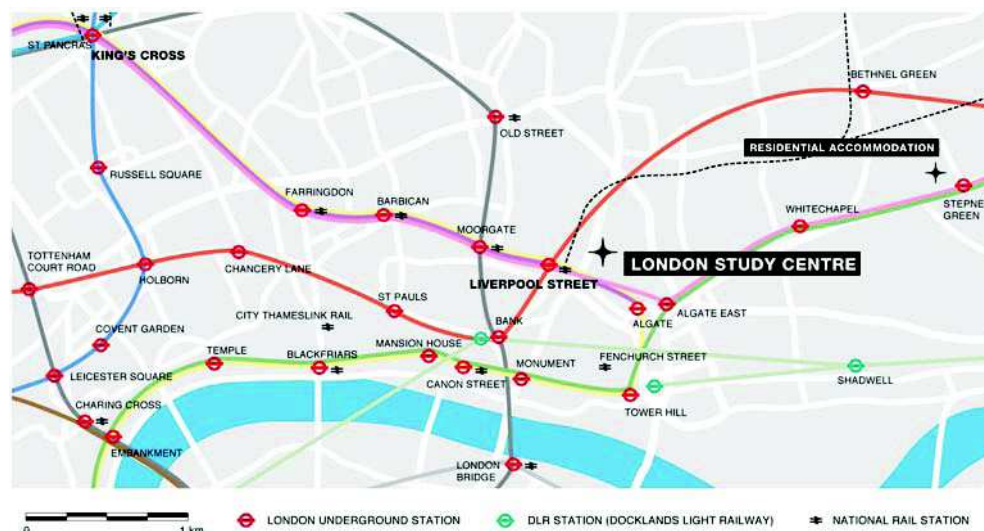 ST PANCRAS
KING'S CROSS
BETHNEL GREEN
OLD STREET
RESIDENTIAL ACCOMMODATION
RUSSELL SQUARE
FARRINGDON
BARBICAN
WHITECHAPEL
STEPNEY
GREEN
MOORGATE
TOTTENHAM
COURT ROAD
HOLBORN
CHANCERY LANE
LIVERPOOL STREET
LONDON STUDY CENTRE
ST PAULS
CITY THAMESLINK RAIL
BANK
ALGATE
ALGATE EAST
COVENT GARDEN
TEMPLE
BLACKFRIARS
MANSION HOUSE
MONUMENT
FENCHURCH STREET
LEICESTER SQUARE
CANON STREET
SHADWELL
CHARING CROSS
TOWER HILL
EMBANKMENT
LONDON
BRIDGE
0
1 km
LONDON UNDERGROUND STATION
DLR STATION (DOCKLANDS LIGHT RAILWAY)
NATIONAL RAIL STATION